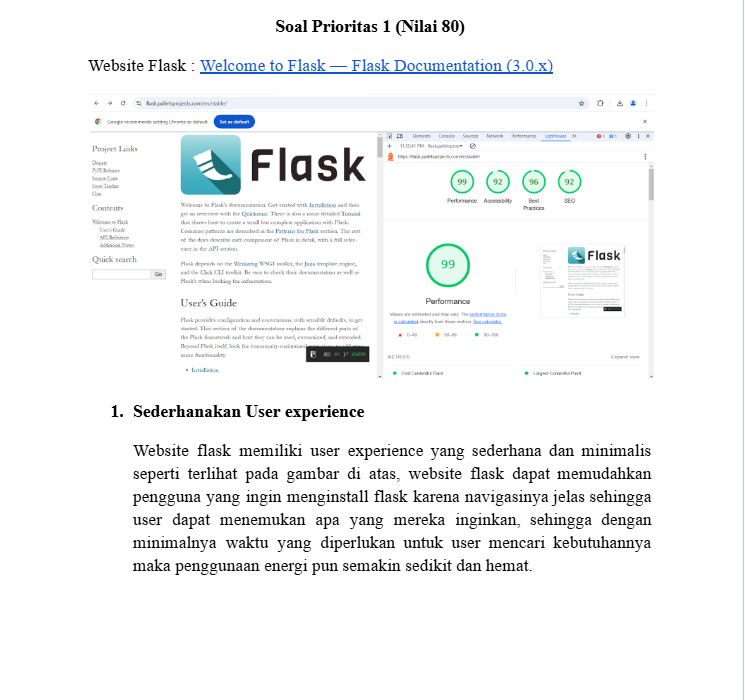 Soal Prioritas 1 (Nilai 80)
Website Flask : Welcome to Flask — Flask Documentation (3.0.x)
flask.palletsprojects.com/en/stable/
Google recommends setting Chrome as default Set as default
Elements Console Sources Network Performance Lighthouse
Project Links
Donate
PyPI Releases
Source Code
Issue Tracker
Chat
Contents
Welcome to Flask
User's Guide
API Reference
Additional Notes
Quick search
Go
Flask
Welcome to Flask's documentation. Get started with Installation and then
get an overview with the Quickstart. There is also a more detailed Tutorial
that shows how to create a small but complete application with Flask.
Common patterns are described in the Patterns for Flask section. The rest
of the docs describe each component of Flask in detail, with a full refer-
ence in the API section.
Flask depends on the Werkzeug WSGI toolkit, the Jinja template engine,
and the Click CLI toolkit. Be sure to check their documentation as well as
Flask's when looking for information.
User's Guide
Flask provides configuration and conventions, with sensible defaults, to get
started. This section of the documentation explains the different parts of
the Flask framework and how they can be used, customized, and extended.
Beyond Flask itself, look for community-maintained extensions to add even
more functionality.
• Installation
https://flask.palletsprojects.com/en/stable/
99 92 96 92
Performance Accessibility Best Practices SEO
99
Performance
Values are estimated and may vary. The performance score
is calculated directly from these metrics. See calculator.
0–49 50–89 90–100
Flask
METRICS Expand view
First Contentful Paint Largest Contentful Paint
1. Sederhanakan User experience
Website flask memiliki user experience yang sederhana dan minimalis
seperti terlihat pada gambar di atas, website flask dapat memudahkan
pengguna yang ingin menginstall flask karena navigasinya jelas sehingga
user dapat menemukan apa yang mereka inginkan, sehingga dengan
minimalnya waktu yang diperlukan untuk user mencari kebutuhannya
maka penggunaan energi pun semakin sedikit dan hemat.